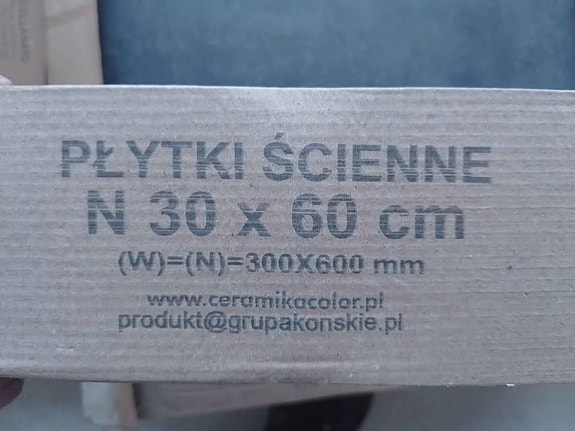 PŁYTKI ŚCIENNE
N 30 x 60 cm
(W)=(N)=300X600 mm
www.ceramikacolor.pl
produkt@grupakonskie.pl